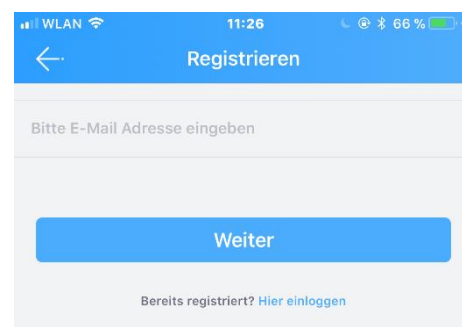 WLAN 11:26 66 %
Registrieren
Bitte E-Mail Adresse eingeben
Weiter
Bereits registriert? Hier einloggen